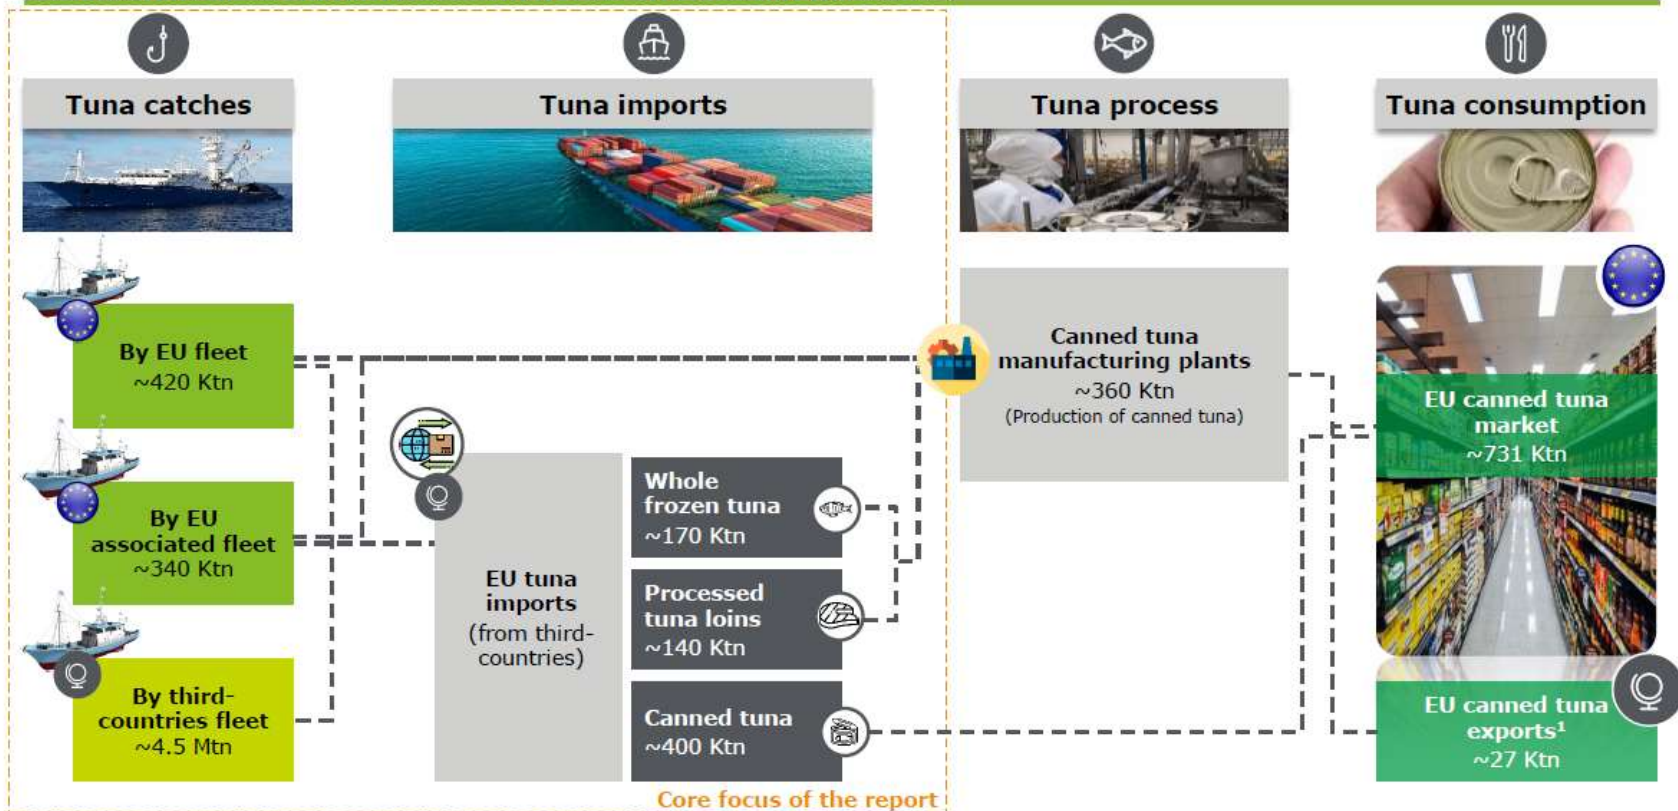 Tuna catches
Tuna imports
Tuna process
Tuna consumption
By EU fleet
~420 Ktn
By EU
associated fleet
~340 Ktn
By third-
countries fleet
~4.5 Mtn
EU tuna
imports
(from third-
countries)
Whole
frozen tuna
~170 Ktn
Processed
tuna loins
~140 Ktn
Canned tuna
~400 Ktn
Canned tuna
manufacturing plants
~360 Ktn
(Production of canned tuna)
EU canned tuna
market
~731 Ktn
EU canned tuna
exports¹
~27 Ktn
Core focus of the report